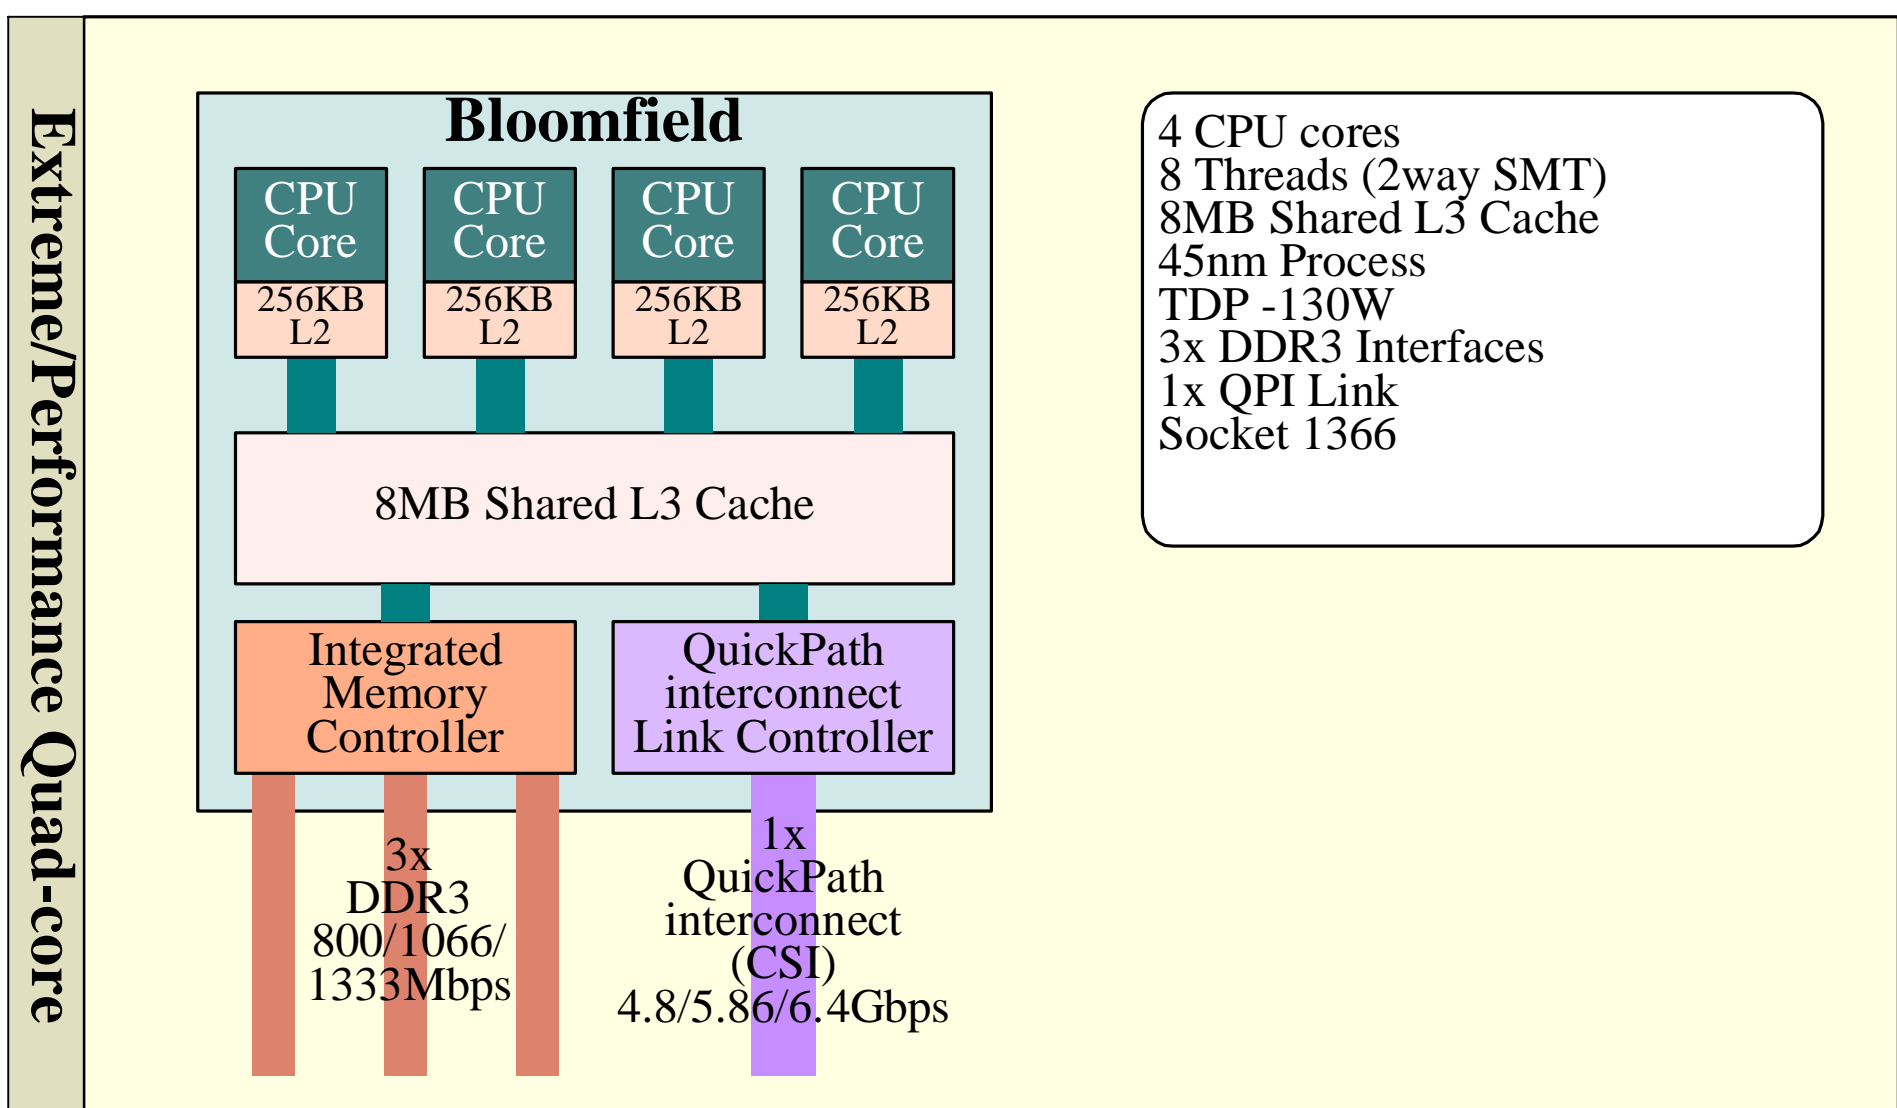 Extreme/Performance Quad-core
Bloomfield
CPU
Core
256KB
L2
CPU
Core
256KB
L2
CPU
Core
256KB
L2
CPU
Core
256KB
L2
8MB Shared L3 Cache
Integrated
Memory
Controller
QuickPath
interconnect
Link Controller
3x
DDR3
800/1066/
1333Mbps
1x
QuickPath
interconnect
(CSI)
4.8/5.86/6.4Gbps
4 CPU cores
8 Threads (2way SMT)
8MB Shared L3 Cache
45nm Process
TDP -130W
3x DDR3 Interfaces
1x QPI Link
Socket 1366